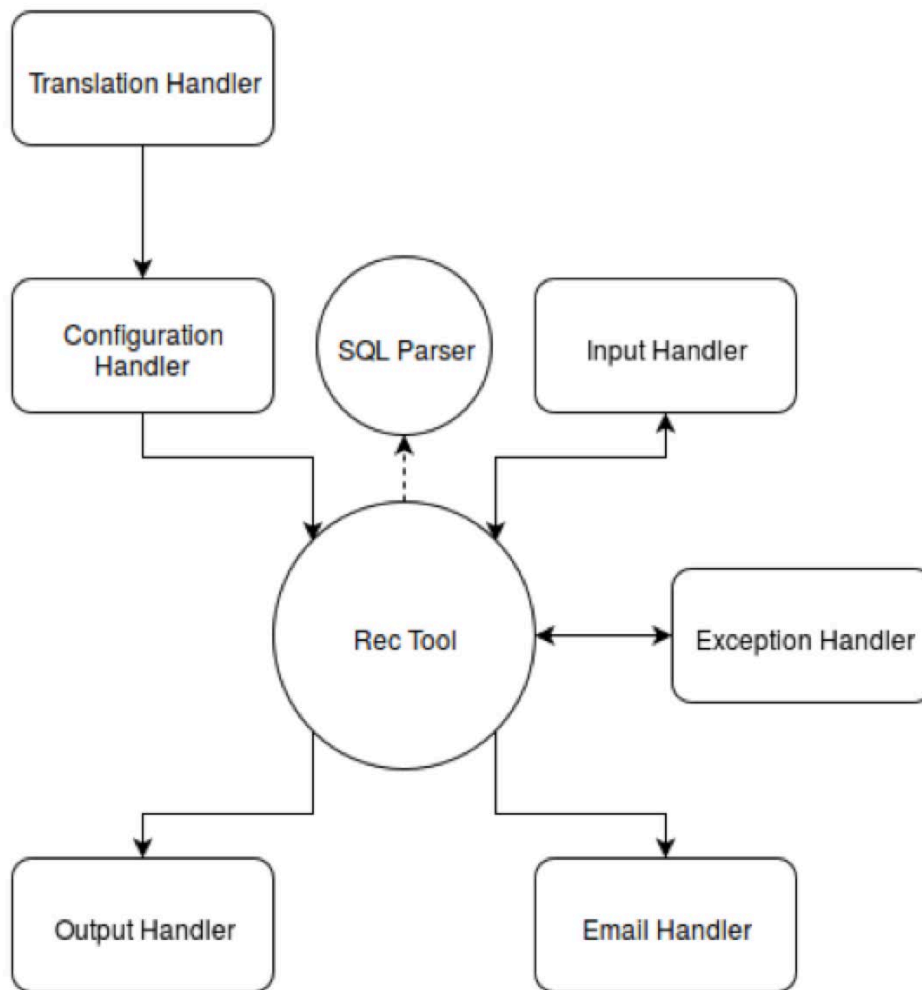 Translation Handler
Configuration
Handler
SQL Parser
Input Handler
Rec Tool
Exception Handler
Output Handler
Email Handler